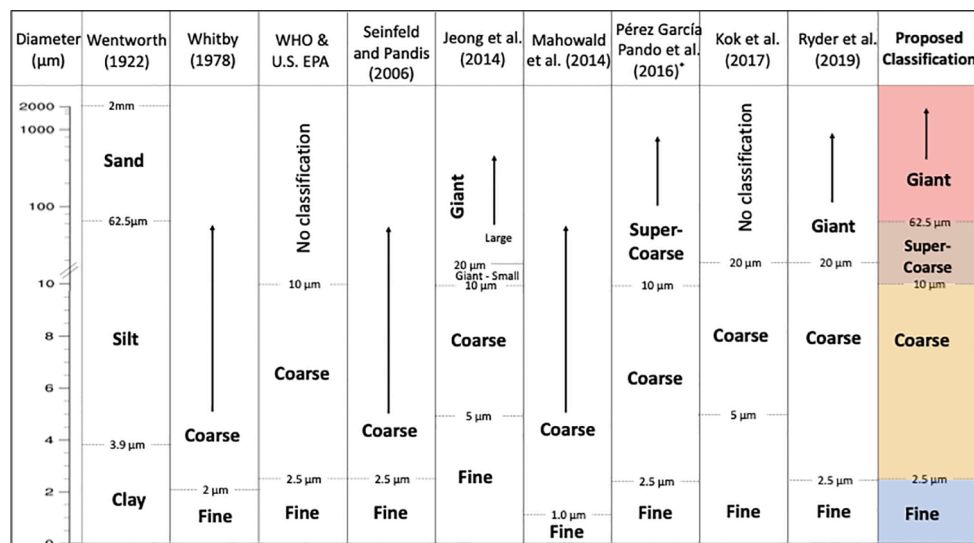 Diameter
(μm)
Wentworth
(1922)
Whitby
(1978)
WHO &
U.S. EPA
Seinfeld
and Pandis
(2006)
Jeong et al.
(2014)
Mahowald
et al. (2014)
Pérez García
Pando et al.
(2016)*
Kok et al.
(2017)
Ryder et al.
(2019)
Proposed
Classification
2000
1000
100
10
8
6
4
2
0
2mm
Sand
62.5μm
Silt
3.9 μm
Clay
Coarse
2 μm
Fine
No classification
10 μm
Coarse
2.5 μm
Fine
Coarse
2.5 μm
Fine
Giant
Large
20 μm
Giant - Small
10 μm
Coarse
5 μm
Fine
Coarse
1.0 μm
Fine
Super-
Coarse
10 μm
Coarse
2.5 μm
Fine
No classification
20 μm
Coarse
5 μm
Fine
Giant
20 μm
Coarse
2.5 μm
Fine
Giant
62.5 μm
Super-
Coarse
10 μm
Coarse
2.5 μm
Fine